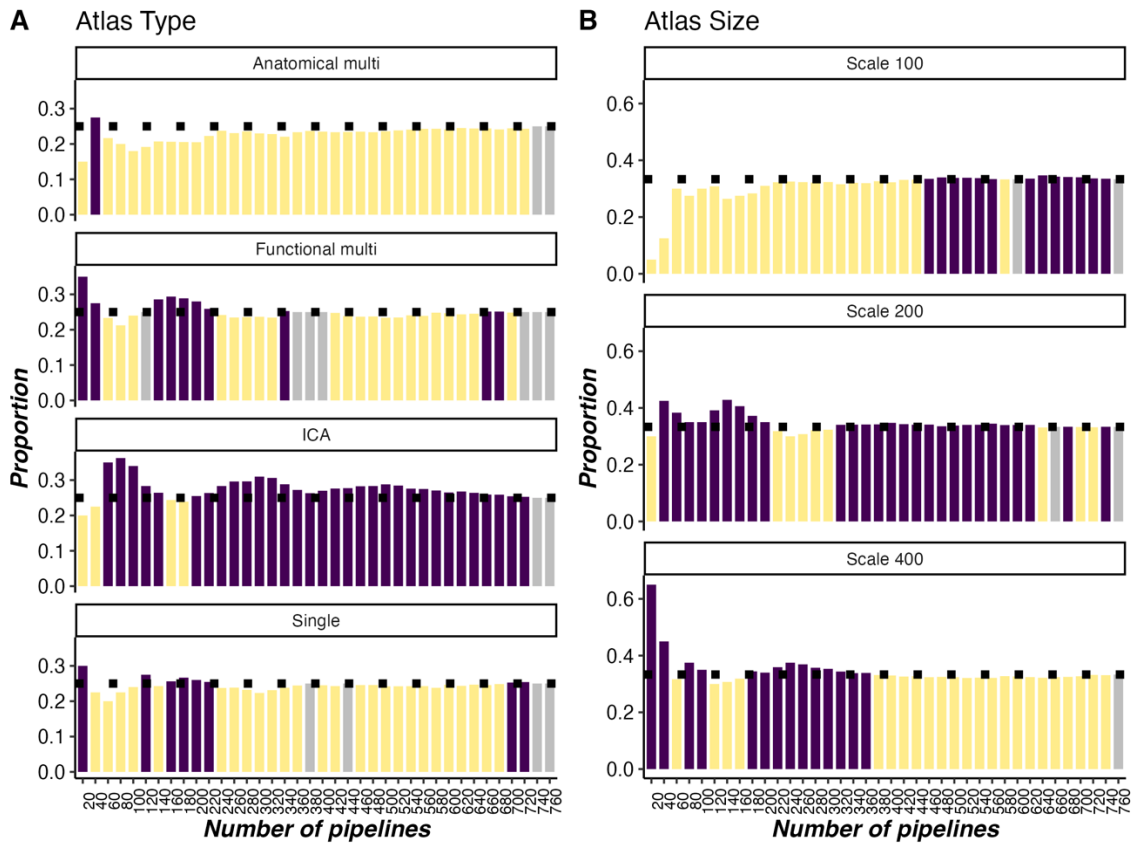 A Atlas Type
Anatomical multi
0.3
0.2
0.1
0.0
Functional multi
0.3
0.2
0.1
0.0
ICA
0.3
0.2
0.1
0.0
Single
0.3
0.2
0.1
0.0
Proportion
20 40 60 80 100 120 140 160 180 200 220 240 260 280 300 320 340 360 380 400 420 440 460 480 500 520 540 560 580 600 620 640 660 680 700 720 740 760
Number of pipelines
B Atlas Size
Scale 100
0.6
0.4
0.2
0.0
Scale 200
0.6
0.4
0.2
0.0
Scale 400
0.6
0.4
0.2
0.0
Proportion
20 40 60 80 100 120 140 160 180 200 220 240 260 280 300 320 340 360 380 400 420 440 460 480 500 520 540 560 580 600 620 640 660 680 700 720 740 760
Number of pipelines